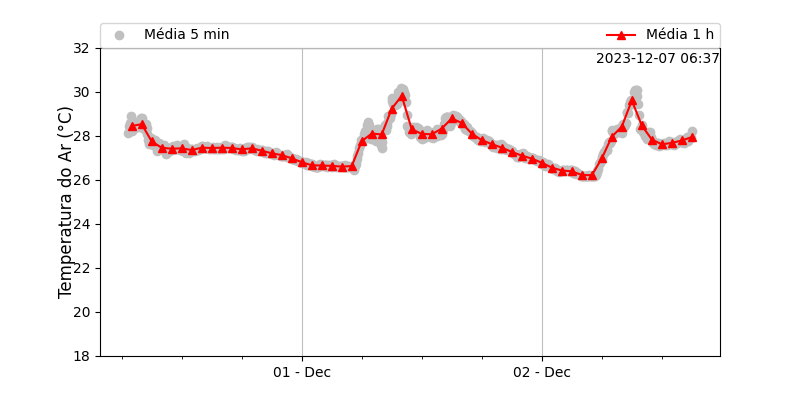 Média 5 min
Média 1 h
2023-12-07 06:37
Temperatura do Ar (°C)
32
30
28
26
24
22
20
18
01 - Dec
02 - Dec